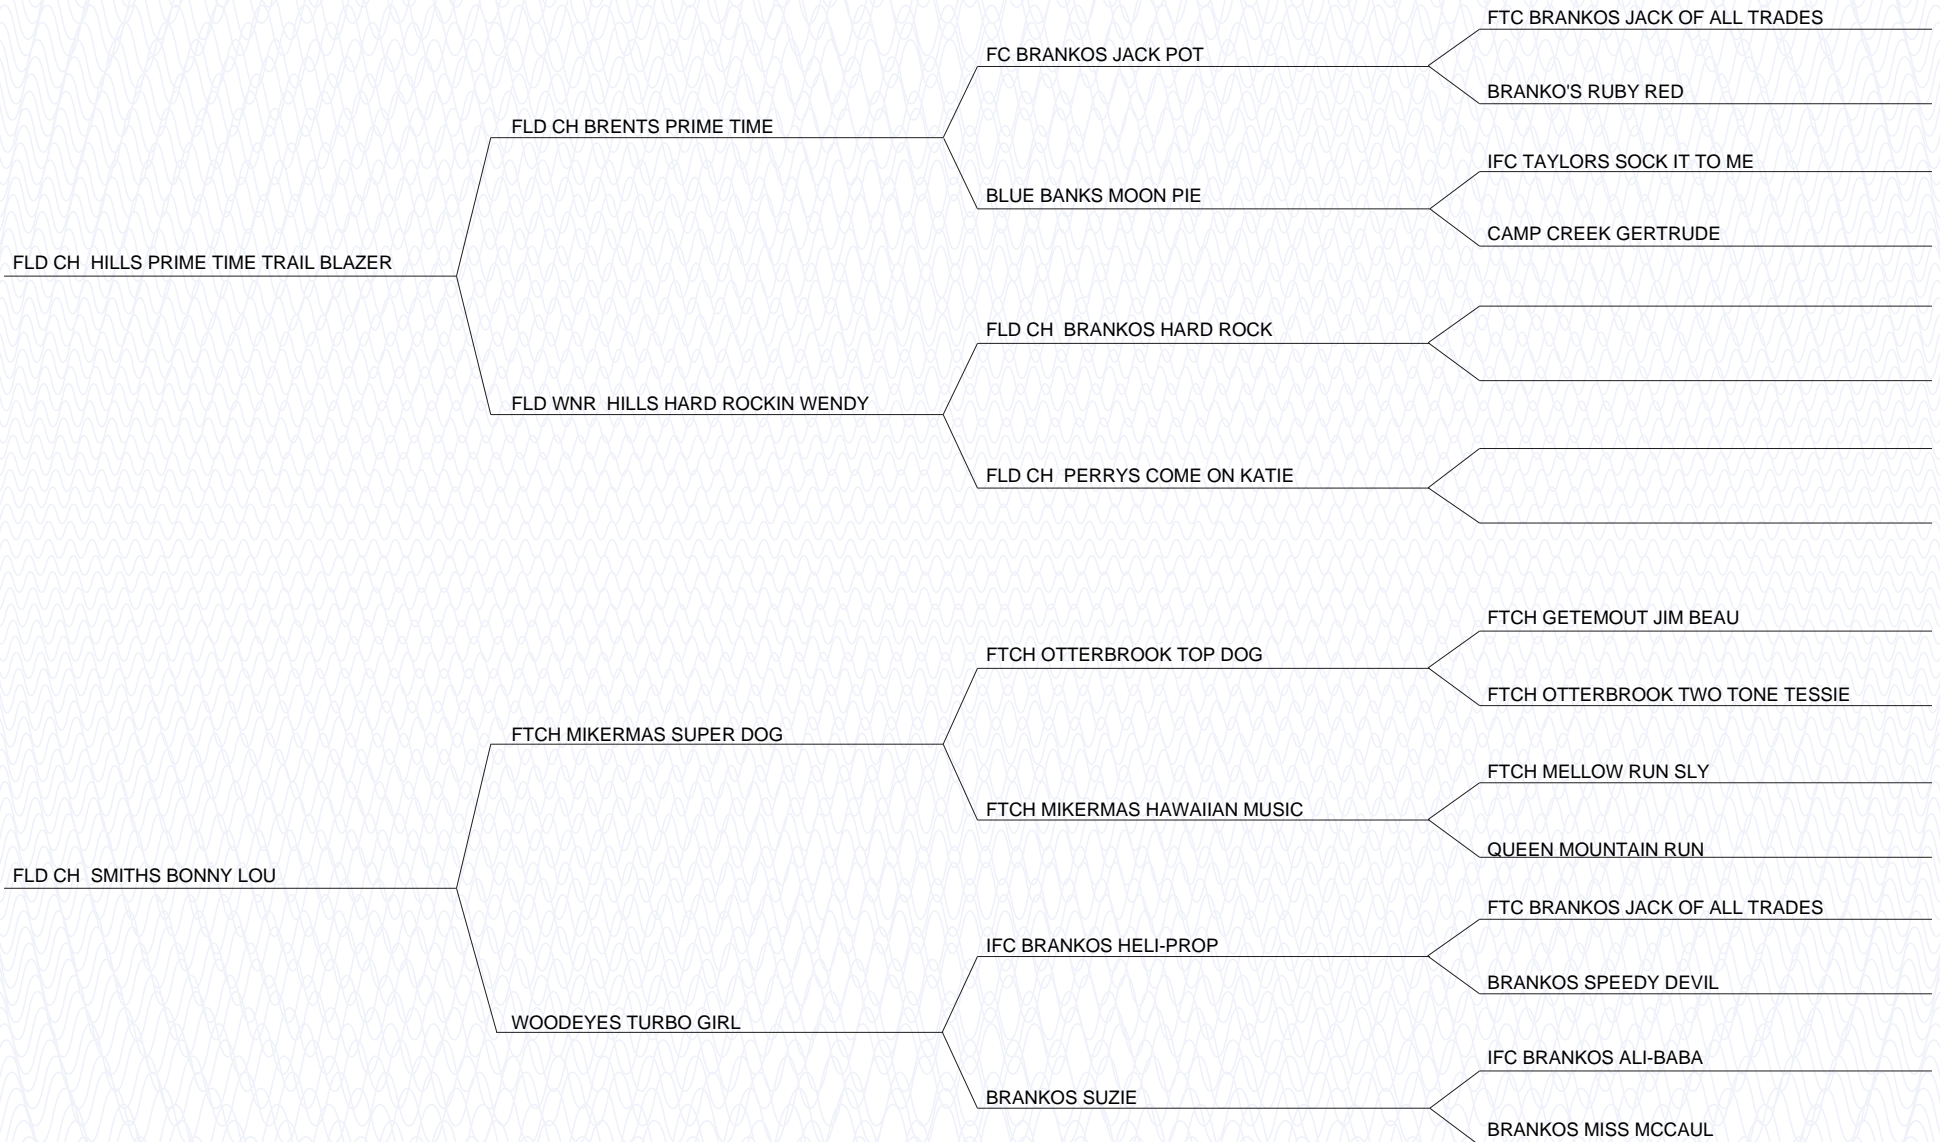 FTC BRANKOS JACK OF ALL TRADES
FC BRANKOS JACK POT
BRANKO'S RUBY RED
FLD CH BRENTS PRIME TIME
IFC TAYLORS SOCK IT TO ME
BLUE BANKS MOON PIE
CAMP CREEK GERTRUDE
FLD CH  HILLS PRIME TIME TRAIL BLAZER
FLD CH  BRANKOS HARD ROCK
FLD WNR  HILLS HARD ROCKIN WENDY
FLD CH  PERRYS COME ON KATIE
FTCH GETEMOUT JIM BEAU
FTCH OTTERBROOK TOP DOG
FTCH OTTERBROOK TWO TONE TESSIE
FTCH MIKERMAS SUPER DOG
FTCH MELLOW RUN SLY
FTCH MIKERMAS HAWAIIAN MUSIC
QUEEN MOUNTAIN RUN
FLD CH  SMITHS BONNY LOU
FTC BRANKOS JACK OF ALL TRADES
IFC BRANKOS HELI-PROP
BRANKOS SPEEDY DEVIL
WOODEYES TURBO GIRL
IFC BRANKOS ALI-BABA
BRANKOS SUZIE
BRANKOS MISS MCCAUL